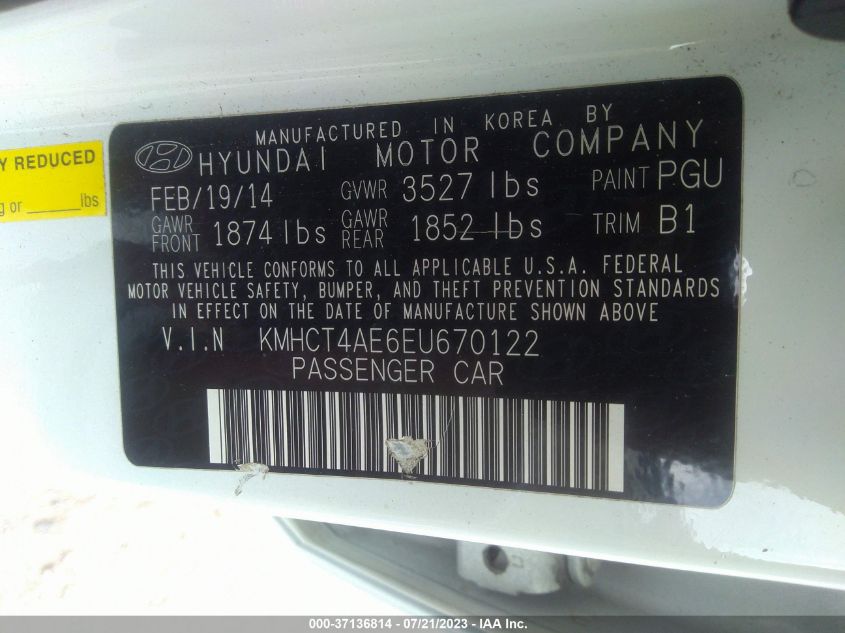 MANUFACTURED IN KOREA BY
HYUNDAI MOTOR COMPANY
FEB/19/14 GVWR 3527 lbs PAINT PGU
GAWR FRONT 1874 lbs GAWR REAR 1852 lbs TRIM B1
THIS VEHICLE CONFORMS TO ALL APPLICABLE U.S.A. FEDERAL
MOTOR VEHICLE SAFETY, BUMPER, AND THEFT PREVENTION STANDARDS
IN EFFECT ON THE DATE OF MANUFACTURE SHOWN ABOVE
V.I.N KMHCT4AE6EU670122
PASSENGER CAR
REDUCED
or ______lbs
000-37136814 - 07/21/2023 - IAA Inc.